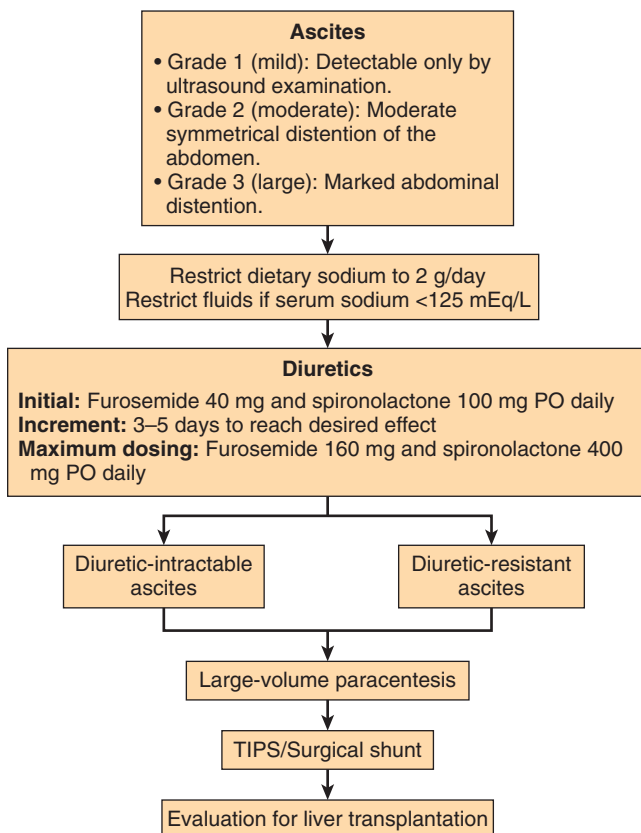 Ascites
• Grade 1 (mild): Detectable only by
ultrasound examination.
• Grade 2 (moderate): Moderate
symmetrical distention of the
abdomen.
• Grade 3 (large): Marked abdominal
distention.
Restrict dietary sodium to 2 g/day
Restrict fluids if serum sodium <125 mEq/L
Diuretics
Initial: Furosemide 40 mg and spironolactone 100 mg PO daily
Increment: 3–5 days to reach desired effect
Maximum dosing: Furosemide 160 mg and spironolactone 400
mg PO daily
Diuretic-intractable
ascites
Diuretic-resistant
ascites
Large-volume paracentesis
TIPS/Surgical shunt
Evaluation for liver transplantation